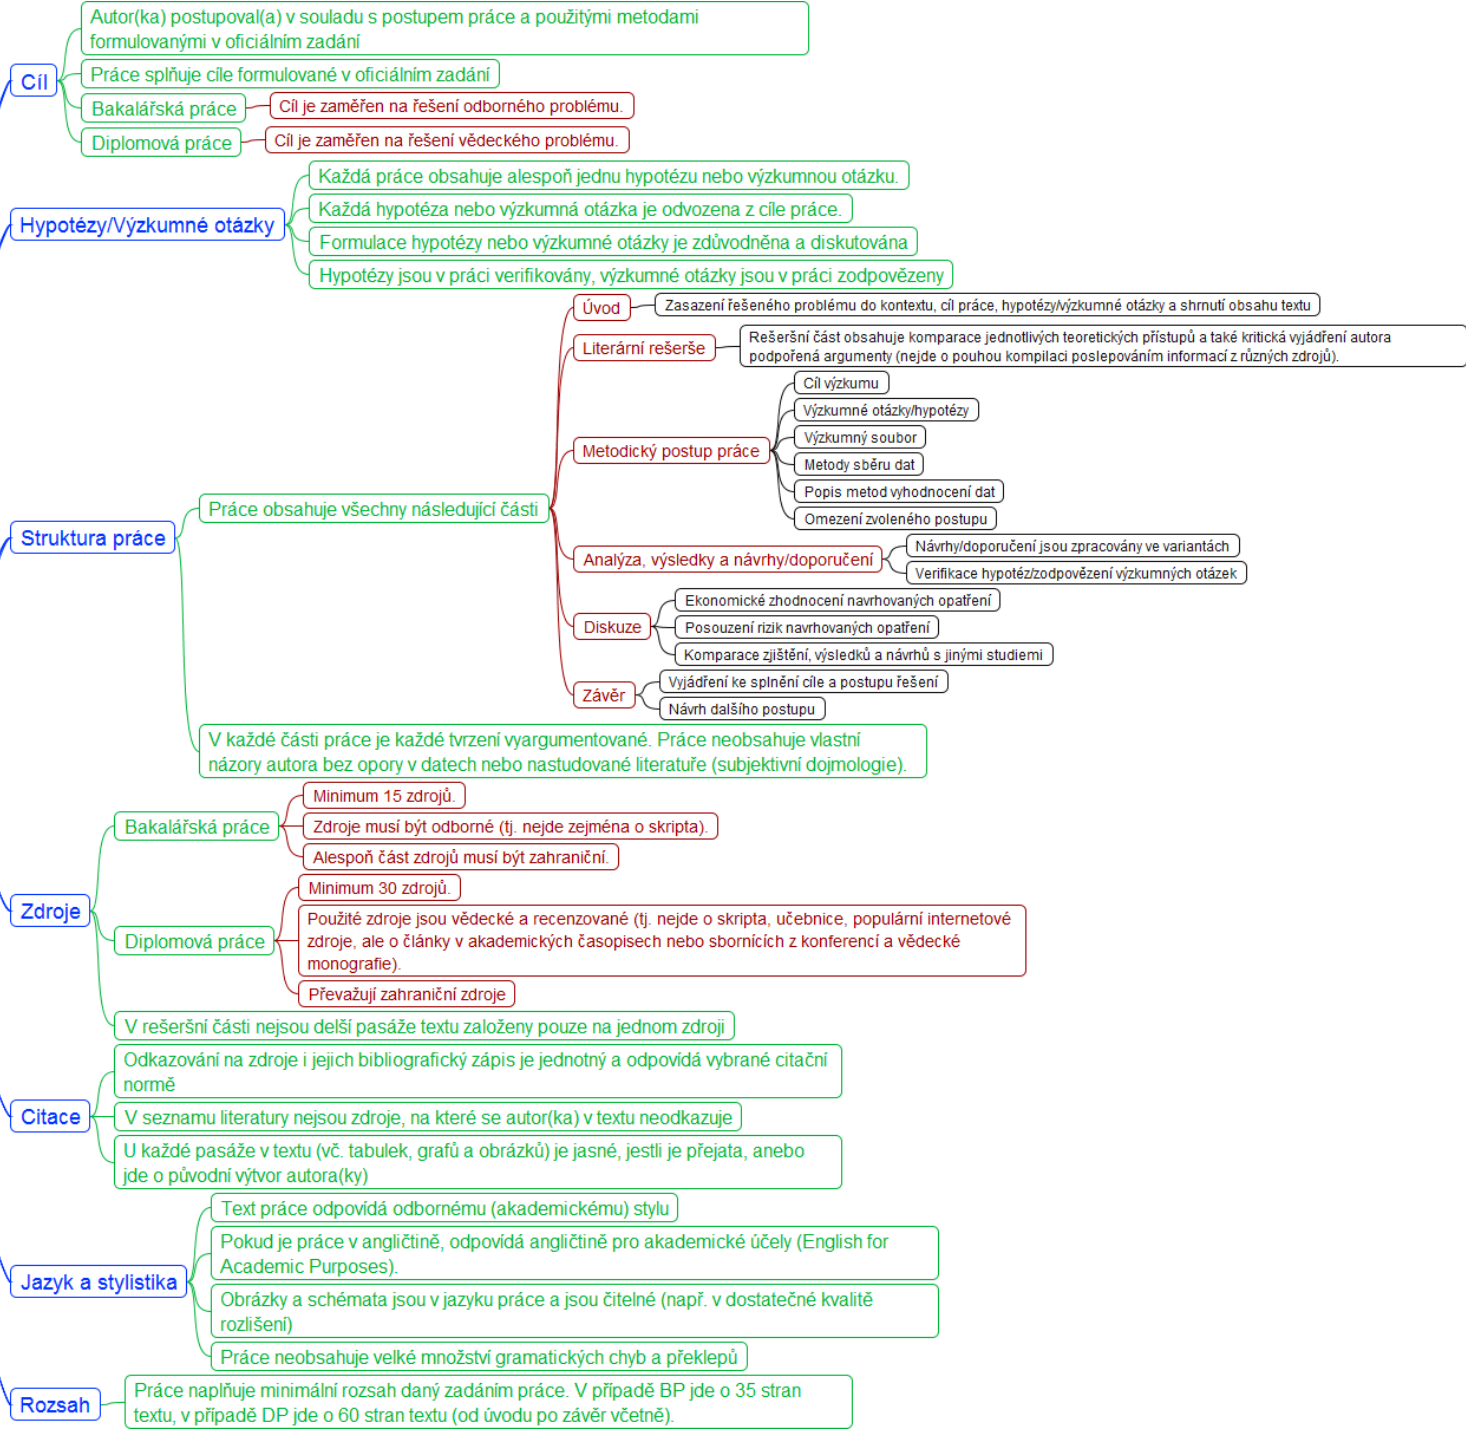 Cíl
Autor(ka) postupoval(a) v souladu s postupem práce a použitými metodami
formulovanými v oficiálním zadání
Práce splňuje cíle formulované v oficiálním zadání
Bakalářská práce
Cíl je zaměřen na řešení odborného problému.
Diplomová práce
Cíl je zaměřen na řešení vědeckého problému.
Hypotézy/Výzkumné otázky
Každá práce obsahuje alespoň jednu hypotézu nebo výzkumnou otázku.
Každá hypotéza nebo výzkumná otázka je odvozena z cíle práce.
Formulace hypotézy nebo výzkumné otázky je zdůvodněna a diskutována
Hypotézy jsou v práci verifikovány, výzkumné otázky jsou v práci zodpovězeny
Struktura práce
Práce obsahuje všechny následující části
Úvod
Zasazení řešeného problému do kontextu, cíl práce, hypotézy/výzkumné otázky a shrnutí obsahu textu
Literární rešerše
Rešeršní část obsahuje komparace jednotlivých teoretických přístupů a také kritická vyjádření autora
podpořená argumenty (nejde o pouhou kompilaci poslepováním informací z různých zdrojů).
Metodický postup práce
Cíl výzkumu
Výzkumné otázky/hypotézy
Výzkumný soubor
Metody sběru dat
Popis metod vyhodnocení dat
Omezení zvoleného postupu
Analýza, výsledky a návrhy/doporučení
Návrhy/doporučení jsou zpracovány ve variantách
Verifikace hypotéz/zodpovězení výzkumných otázek
Diskuze
Ekonomické zhodnocení navrhovaných opatření
Posouzení rizik navrhovaných opatření
Komparace zjištění, výsledků a návrhů s jinými studiemi
Závěr
Vyjádření ke splnění cíle a postupu řešení
Návrh dalšího postupu
V každé části práce je každé tvrzení vyargumentované. Práce neobsahuje vlastní
názory autora bez opory v datech nebo nastudované literatuře (subjektivní dojmologie).
Zdroje
Bakalářská práce
Minimum 15 zdrojů.
Zdroje musí být odborné (tj. nejde zejména o skripta).
Alespoň část zdrojů musí být zahraniční.
Diplomová práce
Minimum 30 zdrojů.
Použité zdroje jsou vědecké a recenzované (tj. nejde o skripta, učebnice, populární internetové
zdroje, ale o články v akademických časopisech nebo sbornících z konferencí a vědecké
monografie).
Převažují zahraniční zdroje
V rešeršní části nejsou delší pasáže textu založeny pouze na jednom zdroji
Citace
Odkazování na zdroje i jejich bibliografický zápis je jednotný a odpovídá vybrané citační
normě
V seznamu literatury nejsou zdroje, na které se autor(ka) v textu neodkazuje
U každé pasáže v textu (vč. tabulek, grafů a obrázků) je jasné, jestli je přejata, anebo
jde o původní výtvor autora(ky)
Jazyk a stylistika
Text práce odpovídá odbornému (akademickému) stylu
Pokud je práce v angličtině, odpovídá angličtině pro akademické účely (English for
Academic Purposes).
Obrázky a schémata jsou v jazyku práce a jsou čitelné (např. v dostatečné kvalitě
rozlišení)
Práce neobsahuje velké množství gramatických chyb a překlepů
Rozsah
Práce naplňuje minimální rozsah daný zadáním práce. V případě BP jde o 35 stran
textu, v případě DP jde o 60 stran textu (od úvodu po závěr včetně).